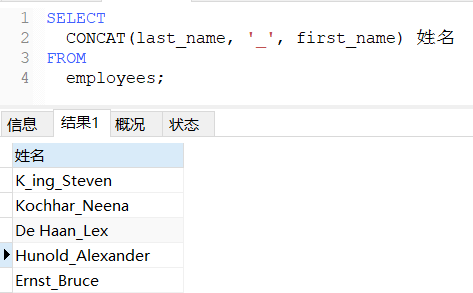 1 SELECT
2 CONCAT(last_name, '_', first_name) 姓名
3 FROM
4 employees;
信息 结果1 概况 状态
姓名
K_ing_Steven
Kochhar_Neena
De Haan_Lex
Hunold_Alexander
Ernst_Bruce